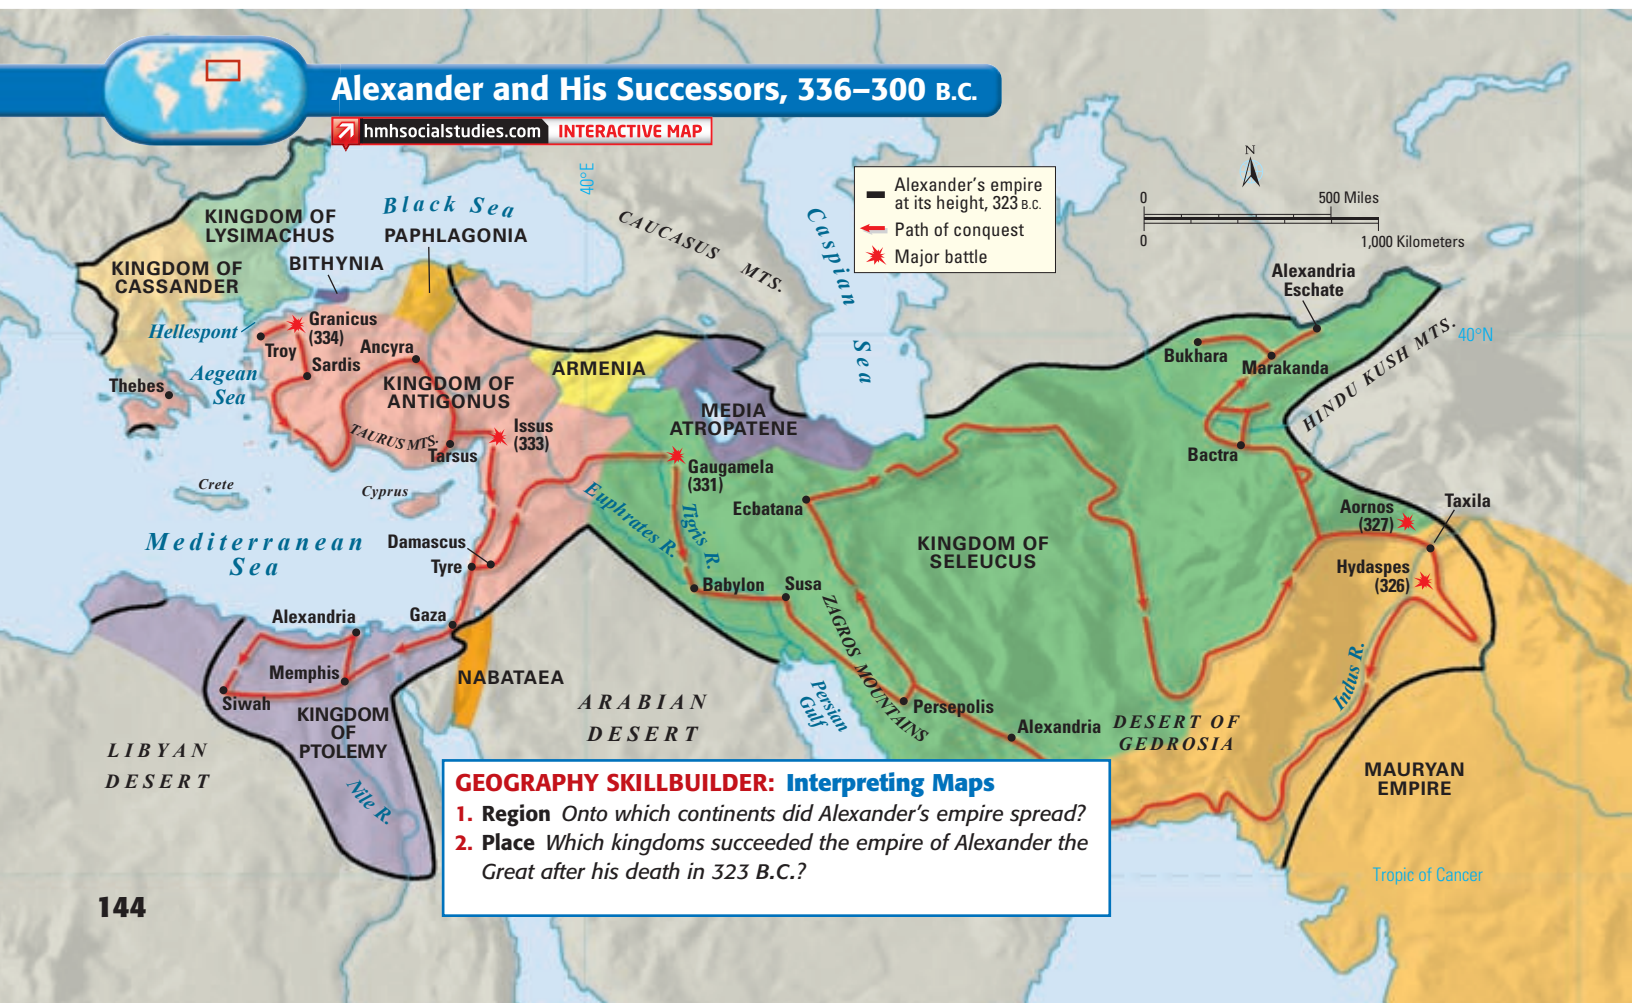 Alexander and His Successors, 336–300 B.C.
hmhsocialstudies.com INTERACTIVE MAP
40°E
Alexander's empire
at its height, 323 B.C.
Path of conquest
Major battle
N
0 500 Miles
0 1,000 Kilometers
Black Sea
CAUCASUS MTS.
Caspian Sea
KINGDOM OF
LYSIMACHUS
PAPHLAGONIA
BITHYNIA
KINGDOM OF
CASSANDER
Hellespont
Granicus
(334)
Troy
Sardis
Ancyra
Aegean
Sea
Thebes
KINGDOM OF
ANTIGONUS
ARMENIA
MEDIA
ATROPATENE
TAURUS MTS.
Tarsus
Issus
(333)
Gaugamela
(331)
Crete
Cyprus
Mediterranean
Sea
Damascus
Tyre
Euphrates R.
Tigris R.
Ecbatana
Babylon
Susa
KINGDOM OF
SELEUCUS
ZAGROS MOUNTAINS
Persepolis
Alexandria
Persian
Gulf
DESERT OF
GEDROSIA
Alexandria
Eschate
Bukhara
Marakanda
HINDU KUSH MTS.
40°N
Bactra
Aornos
(327)
Taxila
Hydaspes
(326)
Indus R.
MAURYAN
EMPIRE
Tropic of Cancer
Alexandria
Gaza
Memphis
Siwah
KINGDOM
OF
PTOLEMY
NABATAEA
ARABIAN
DESERT
LIBYAN
DESERT
Nile R.
GEOGRAPHY SKILLBUILDER: Interpreting Maps
1. Region Onto which continents did Alexander's empire spread?
2. Place Which kingdoms succeeded the empire of Alexander the
Great after his death in 323 B.C.?
144